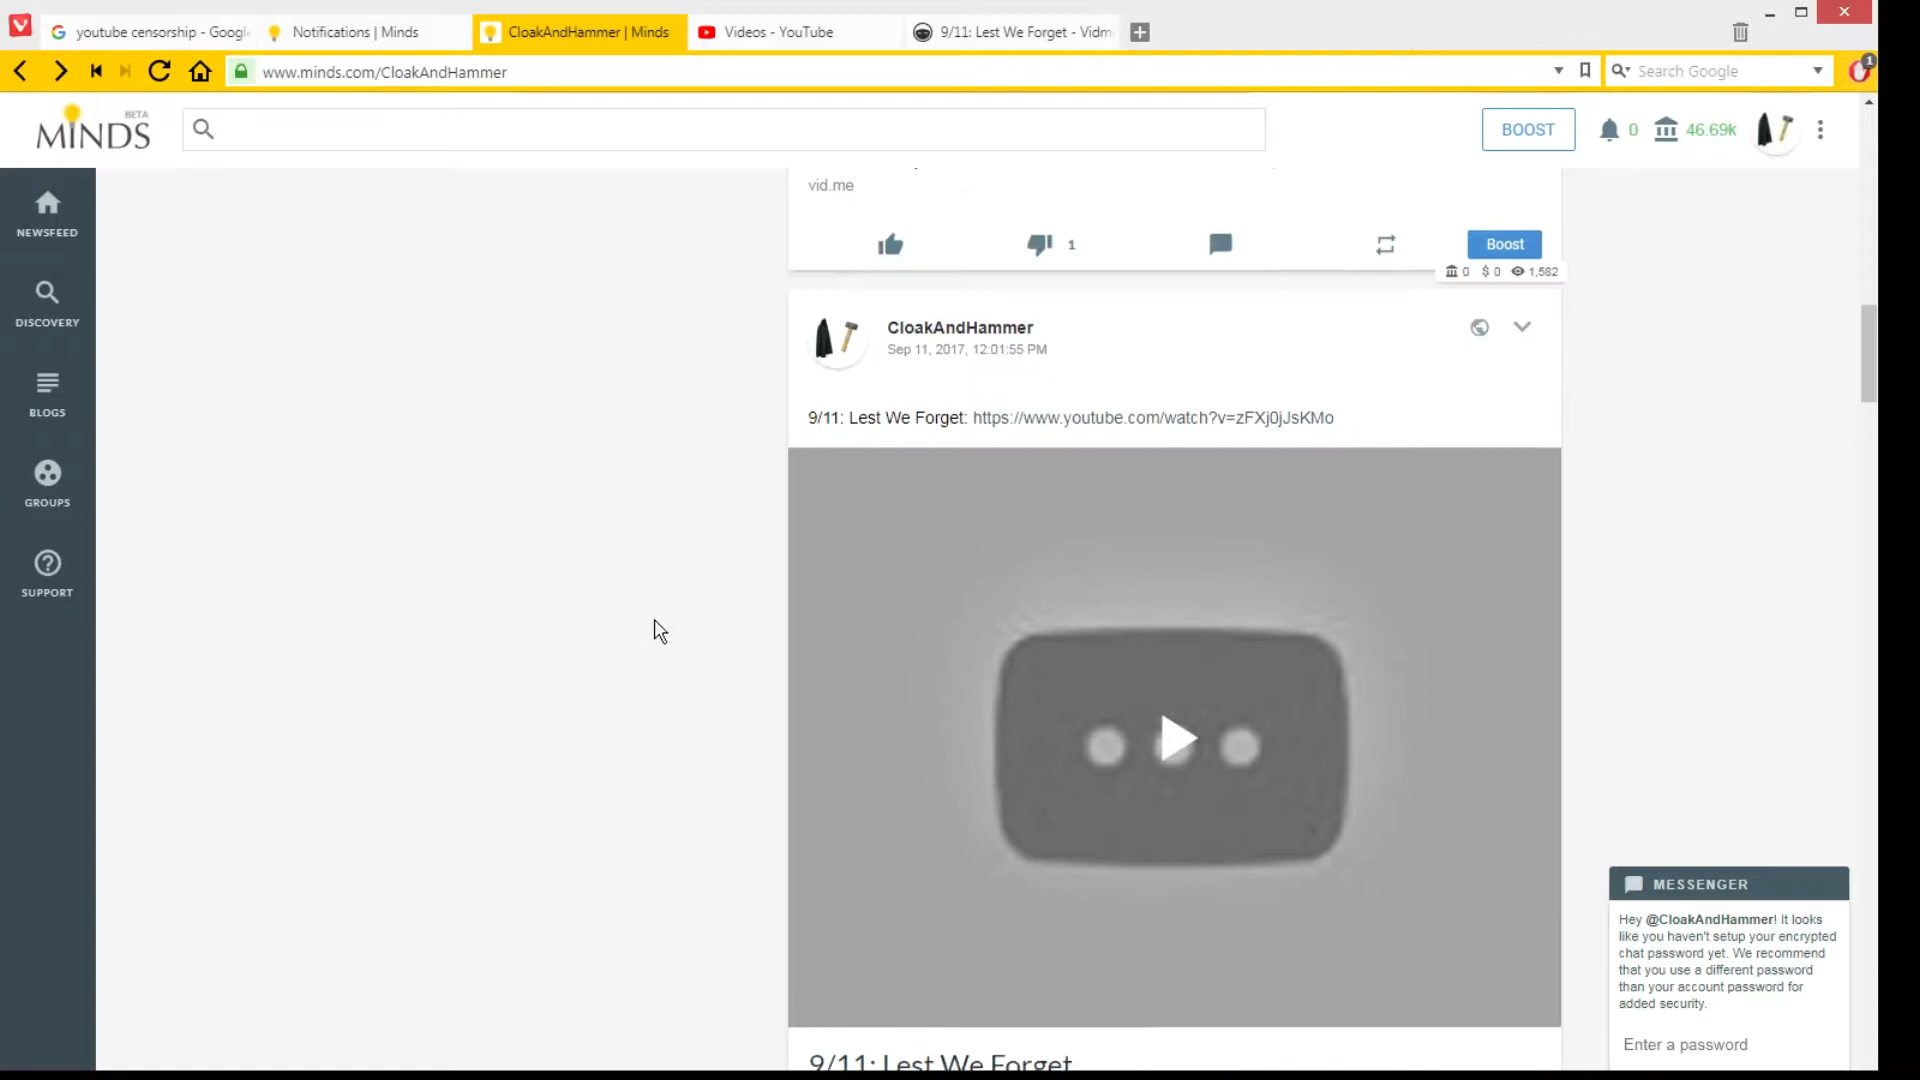 youtube censorship - Googl
Notifications | Minds
CloakAndHammer | Minds
Videos - YouTube
9/11: Lest We Forget - Vidm
www.minds.com/CloakAndHammer
Search Google
1
MINDS
BETA
BOOST
0
46.69k
NEWSFEED
DISCOVERY
BLOGS
GROUPS
SUPPORT
vid.me
1
Boost
0 $ 0 1,582
CloakAndHammer
Sep 11, 2017, 12:01:55 PM
9/11: Lest We Forget: https://www.youtube.com/watch?v=zFXj0jJsKMo
9/11: Lest We Forget
MESSENGER
Hey @CloakAndHammer! It looks
like you haven't setup your encrypted
chat password yet. We recommend
that you use a different password
than your account password for
added security.
Enter a password